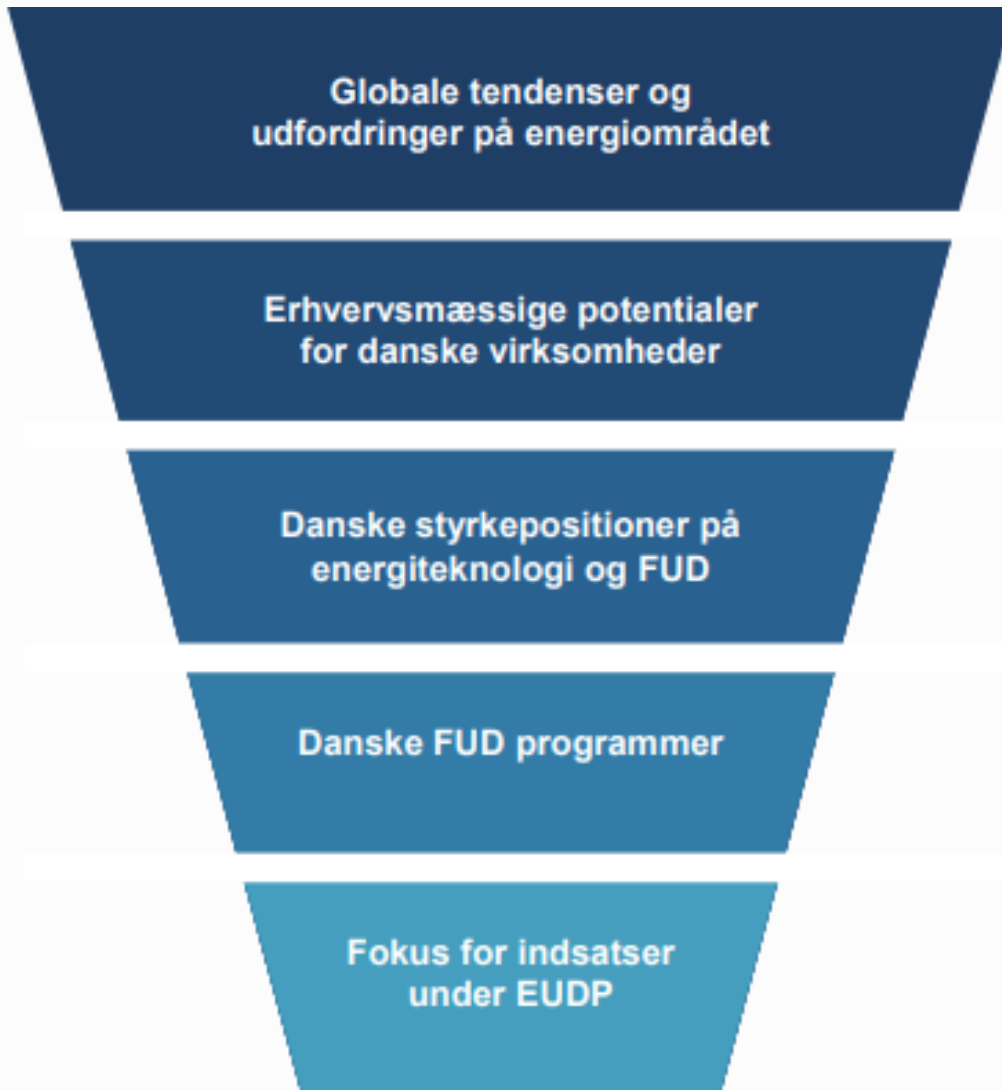 Globale tendenser og
udfordringer på energiområdet
Erhvervsmæssige potentialer
for danske virksomheder
Danske styrkepositioner på
energiteknologi og FUD
Danske FUD programmer
Fokus for indsatser
under EUDP